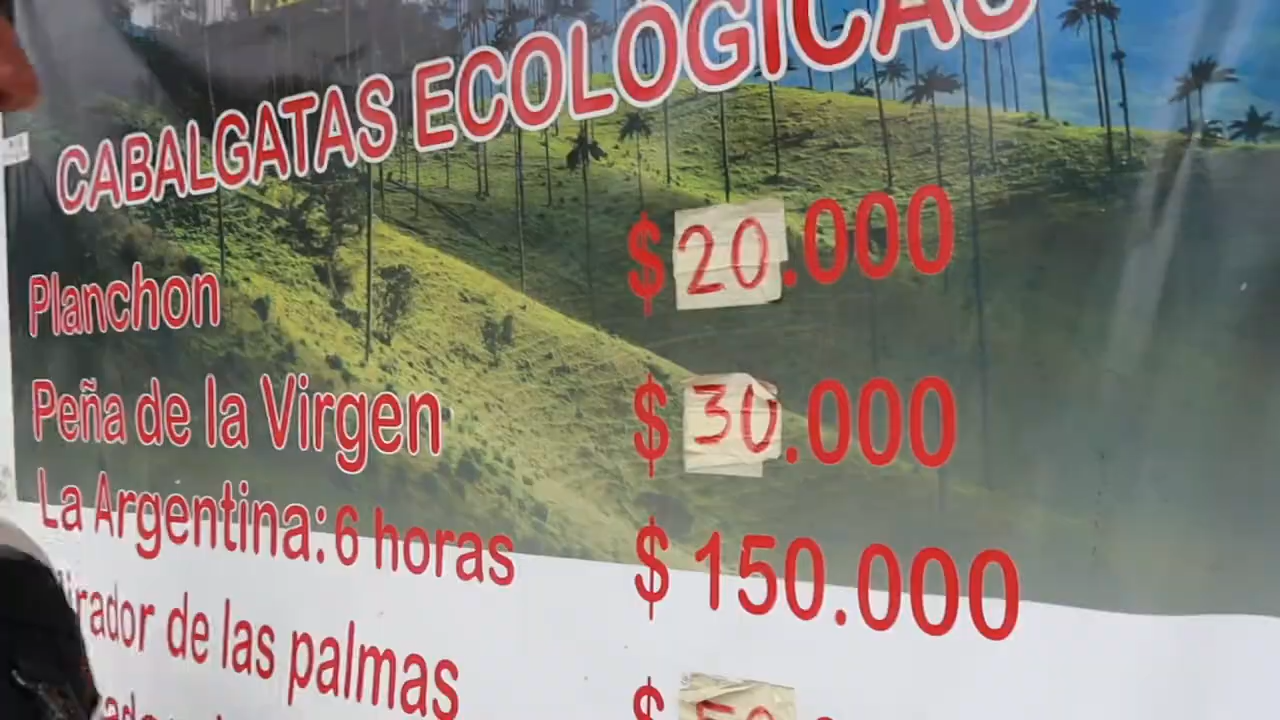 CABALGATAS ECOLÓGICAS
Planchon $20.000
Peña de la Virgen $30.000
La Argentina: 6 horas $150.000
de las palmas $